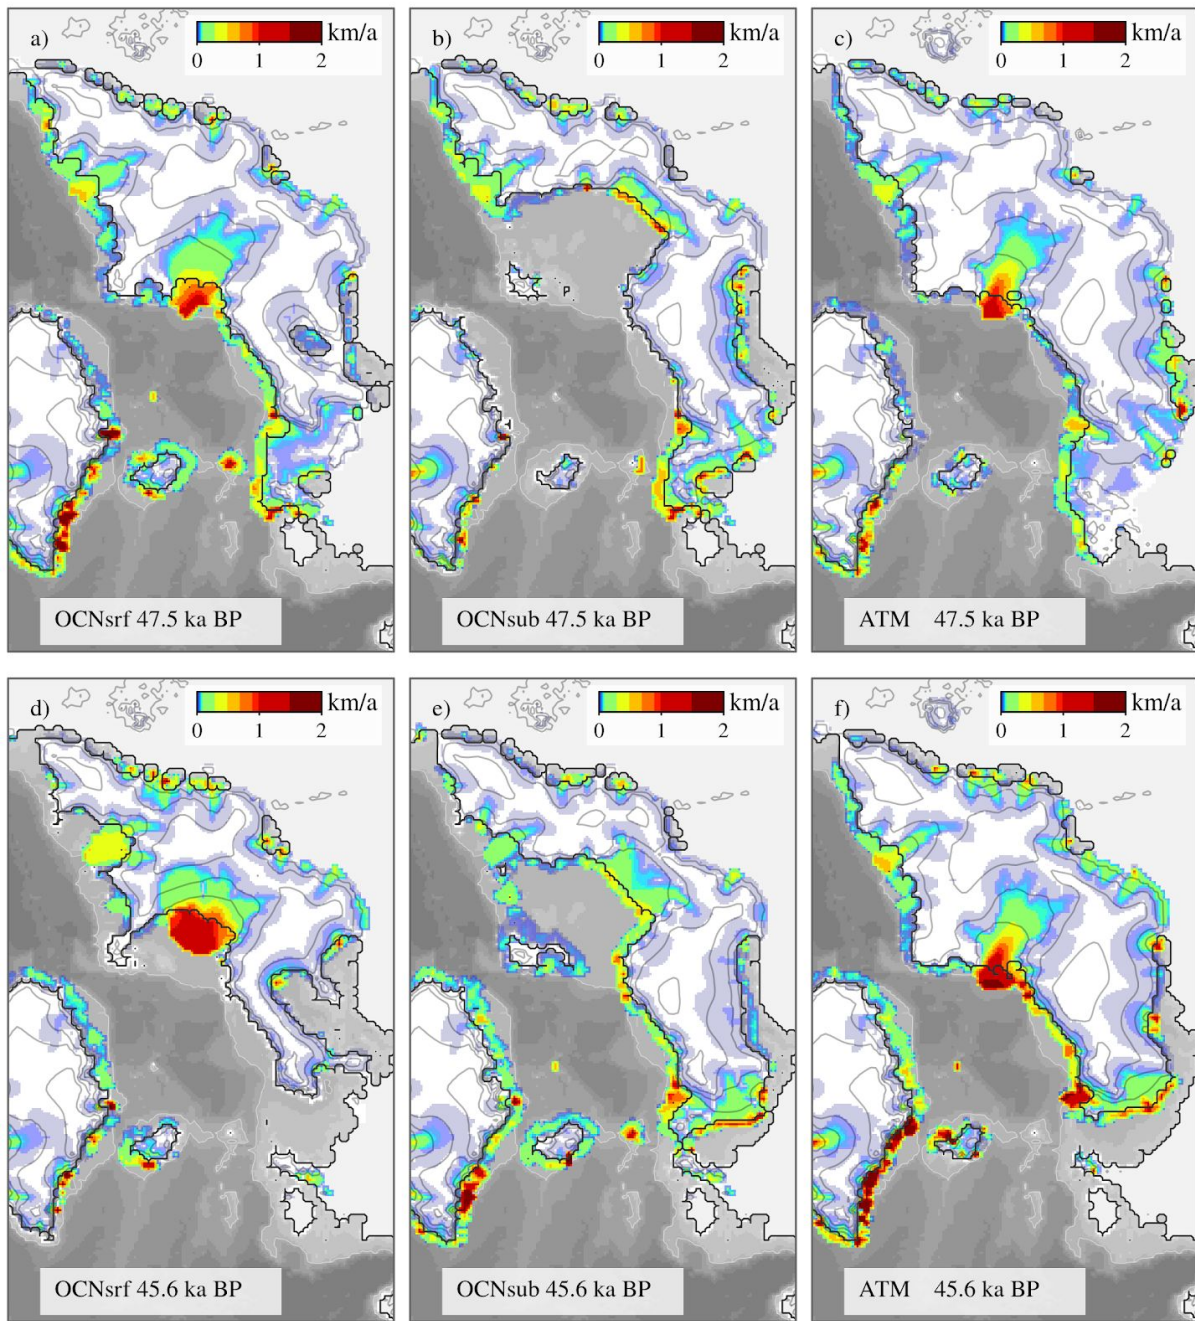 a) km/a
0 1 2
OCNsrf 47.5 ka BP
b) km/a
0 1 2
OCNsub 47.5 ka BP
c) km/a
0 1 2
ATM 47.5 ka BP
d) km/a
0 1 2
OCNsrf 45.6 ka BP
e) km/a
0 1 2
OCNsub 45.6 ka BP
f) km/a
0 1 2
ATM 45.6 ka BP